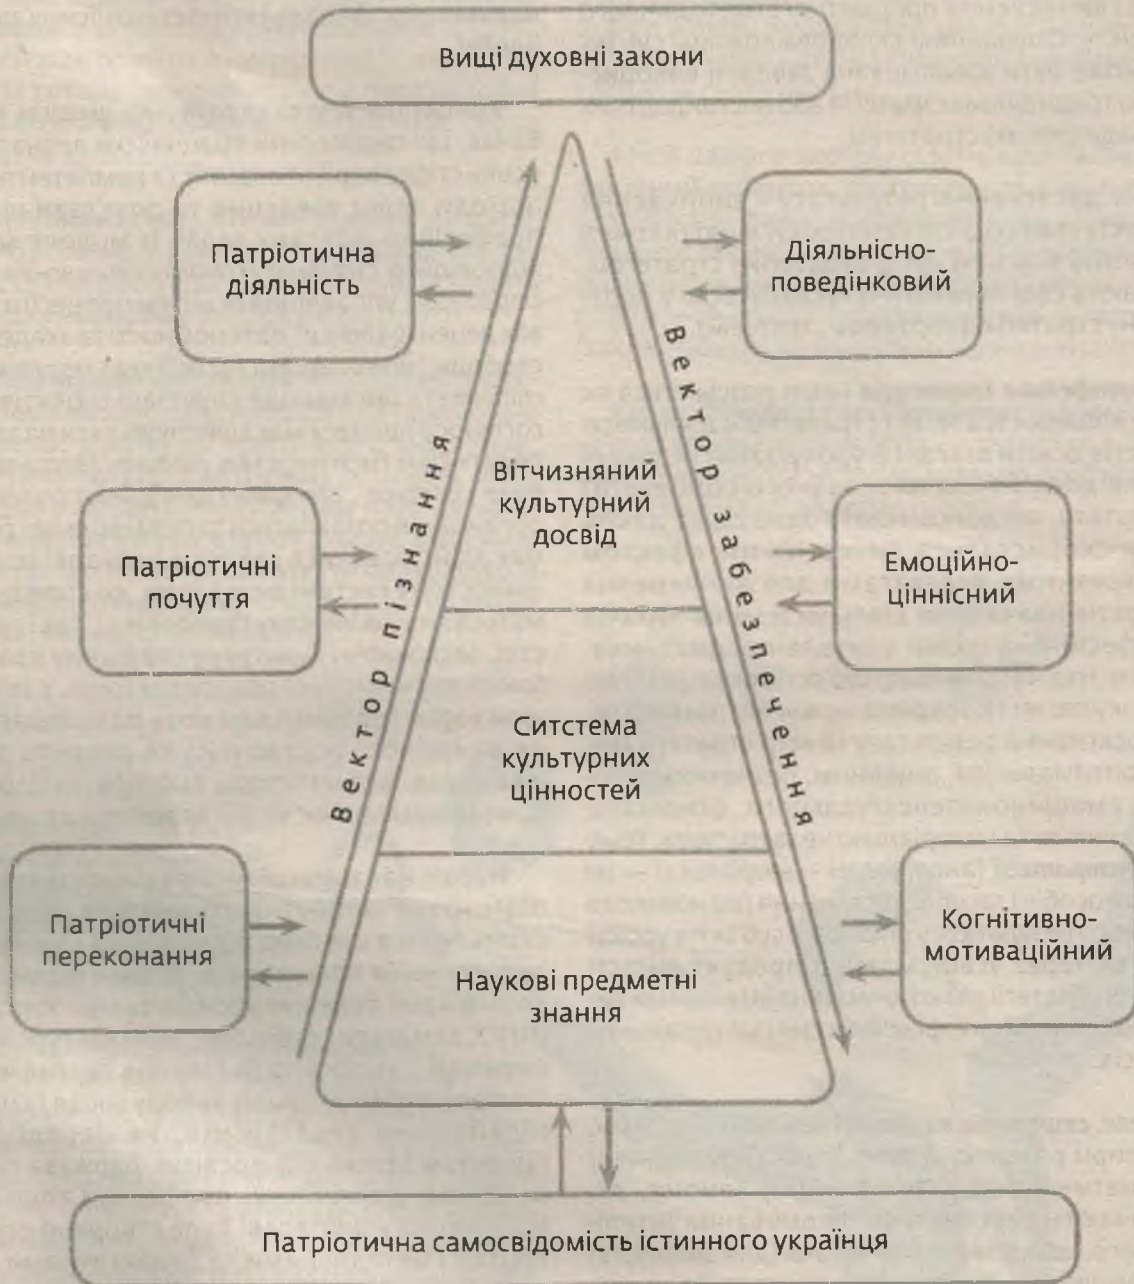 Вищі духовні закони
Патріотична
діяльність
Діяльнісно-
поведінковий
Вектор пізнання
Вектор забезпечення
Вітчизняний
культурний
досвід
Патріотичні
почуття
Емоційно-
ціннісний
Ситстема
культурних
цінностей
Патріотичні
переконання
Когнітивно-
мотиваційний
Наукові предметні
знання
Патріотична самосвідомість істинного українця